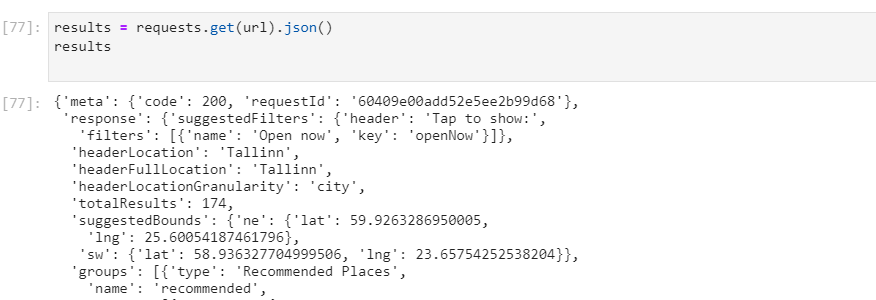 [77]: results = requests.get(url).json()
results
[77]: {'meta': {'code': 200, 'requestId': '60409e00add52e5ee2b99d68'},
'response': {'suggestedFilters': {'header': 'Tap to show:',
'filters': [{'name': 'Open now', 'key': 'openNow'}]},
'headerLocation': 'Tallinn',
'headerFullLocation': 'Tallinn',
'headerLocationGranularity': 'city',
'totalResults': 174,
'suggestedBounds': {'ne': {'lat': 59.9263286950005,
'lng': 25.60054187461796},
'sw': {'lat': 58.936327704999506, 'lng': 23.65754252538204}},
'groups': [{'type': 'Recommended Places',
'name': 'recommended',